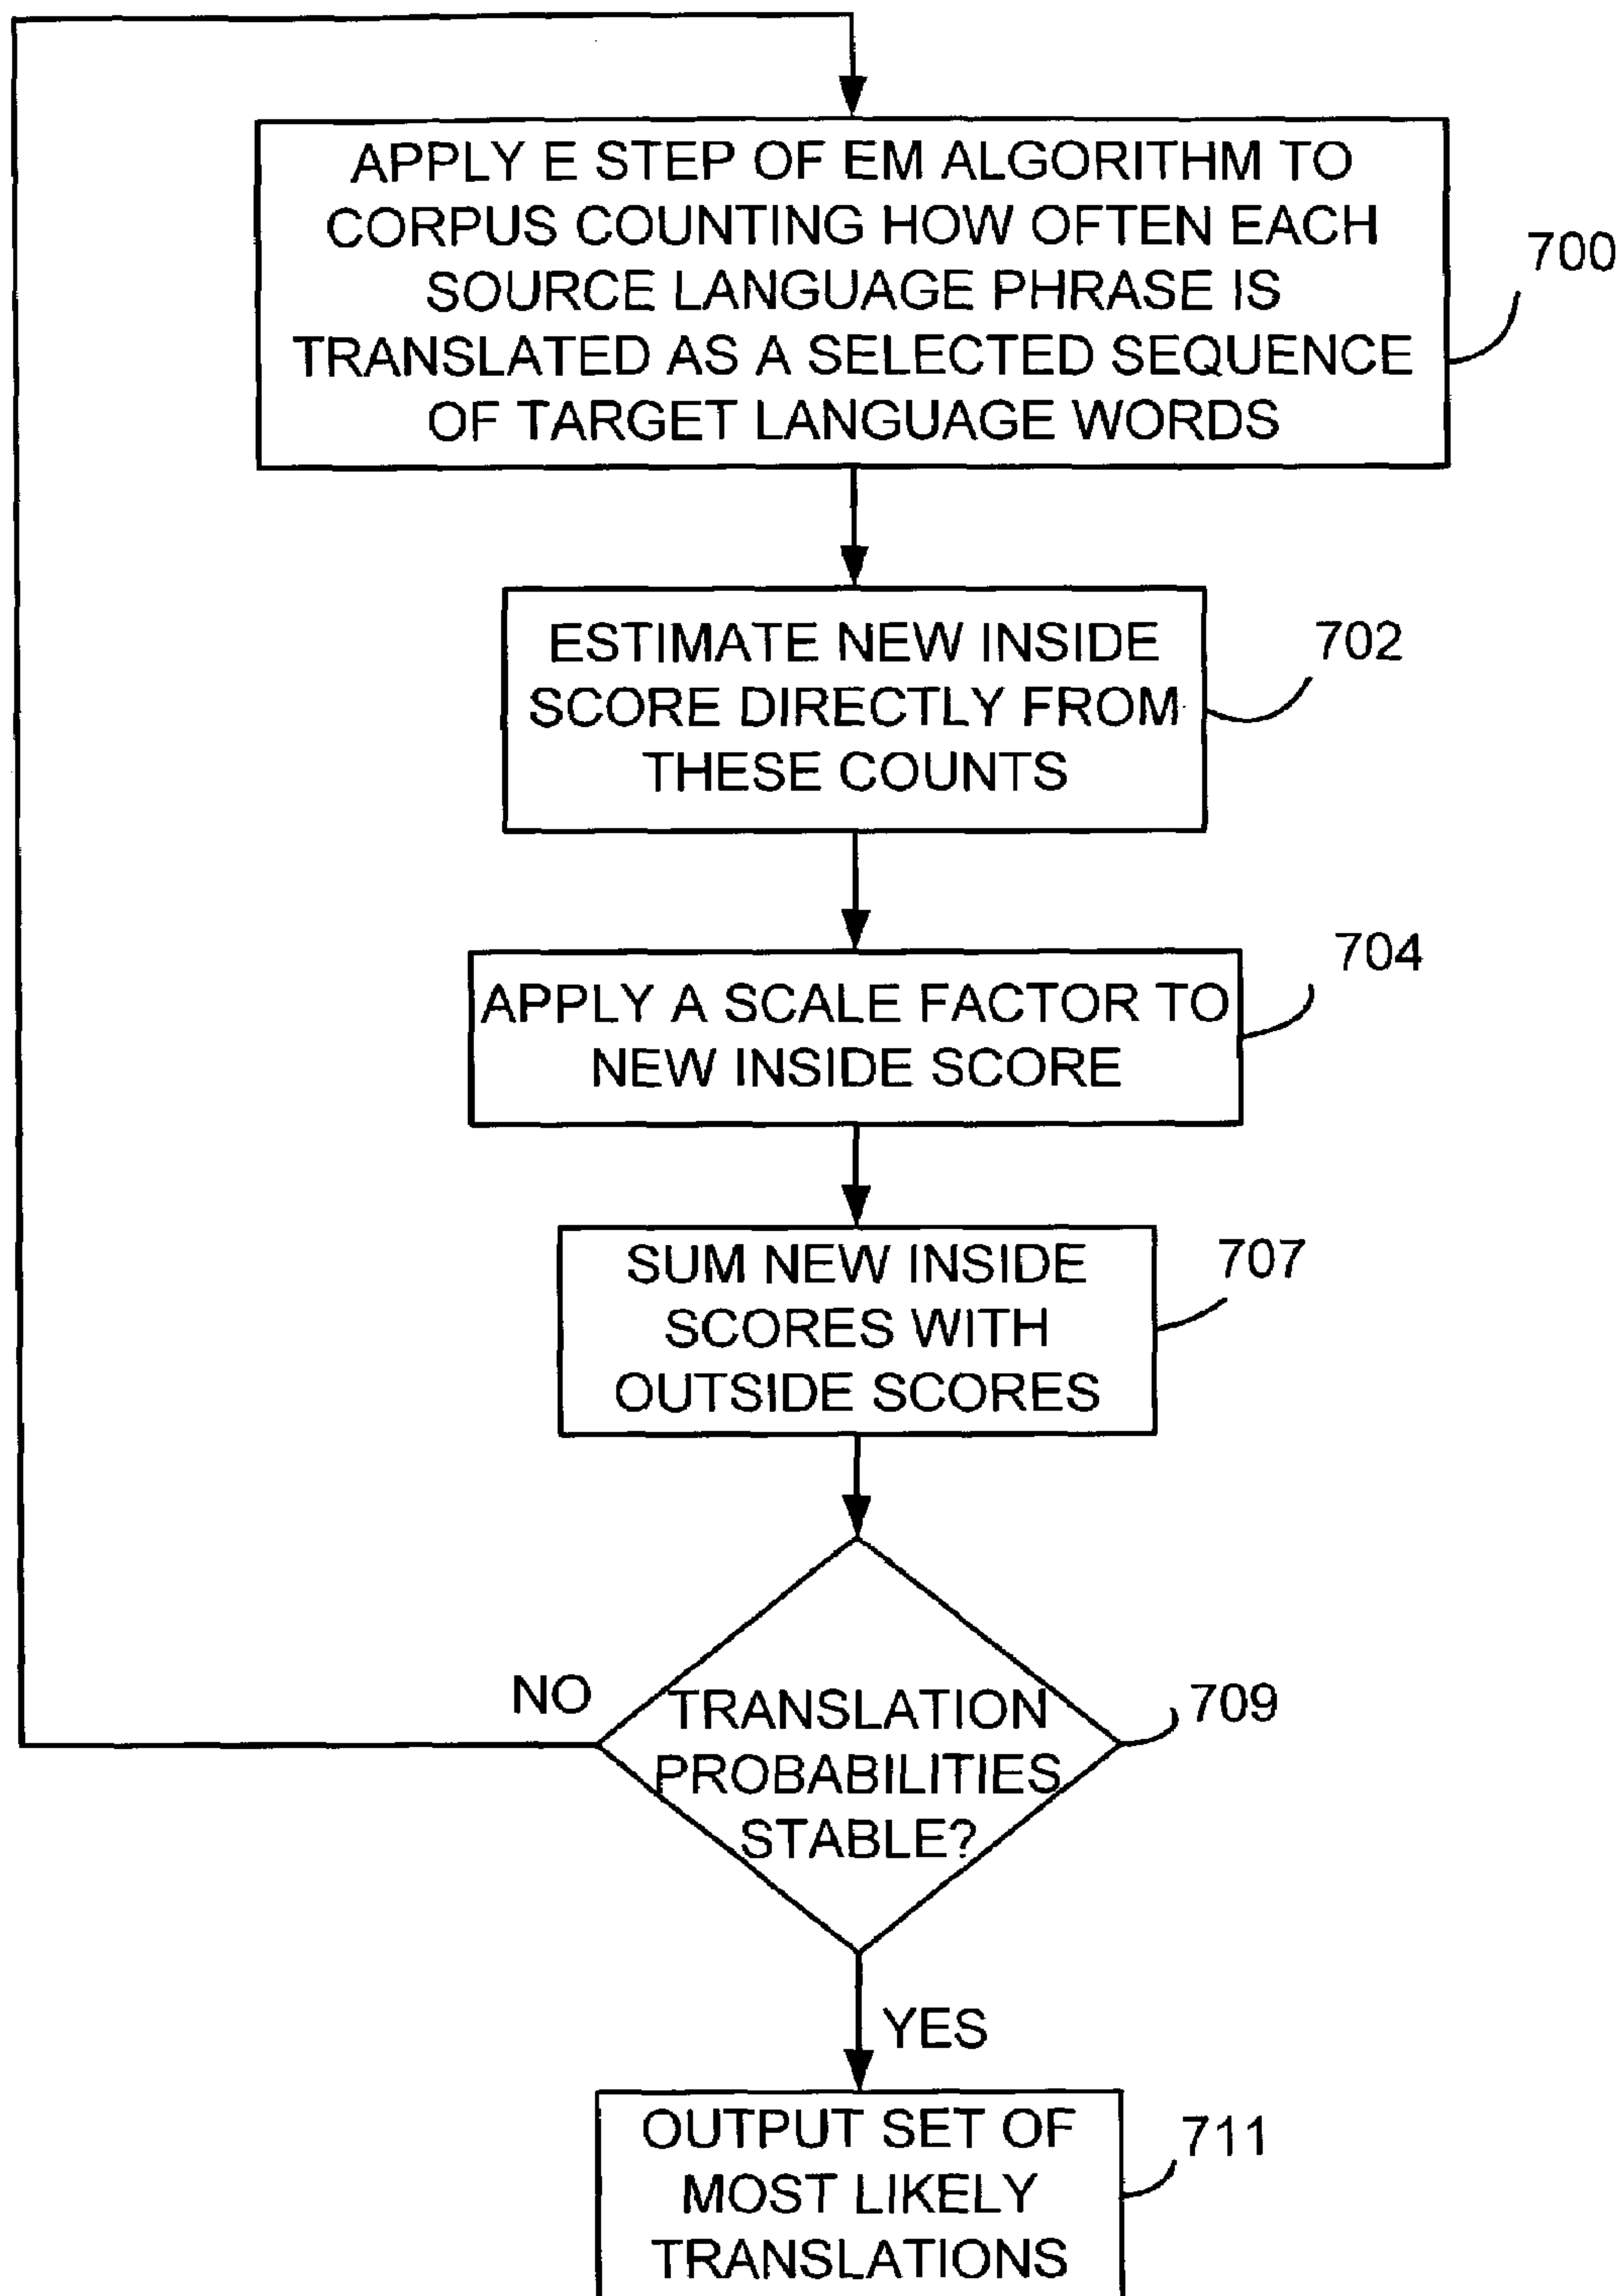 APPLY E STEP OF EM ALGORITHM TO
CORPUS COUNTING HOW OFTEN EACH
SOURCE LANGUAGE PHRASE IS
TRANSLATED AS A SELECTED SEQUENCE
OF TARGET LANGUAGE WORDS
700
ESTIMATE NEW INSIDE
SCORE DIRECTLY FROM
THESE COUNTS
702
APPLY A SCALE FACTOR TO
NEW INSIDE SCORE
704
SUM NEW INSIDE
SCORES WITH
OUTSIDE SCORES
707
NO
TRANSLATION
PROBABILITIES
STABLE?
709
YES
OUTPUT SET OF
MOST LIKELY
TRANSLATIONS
711